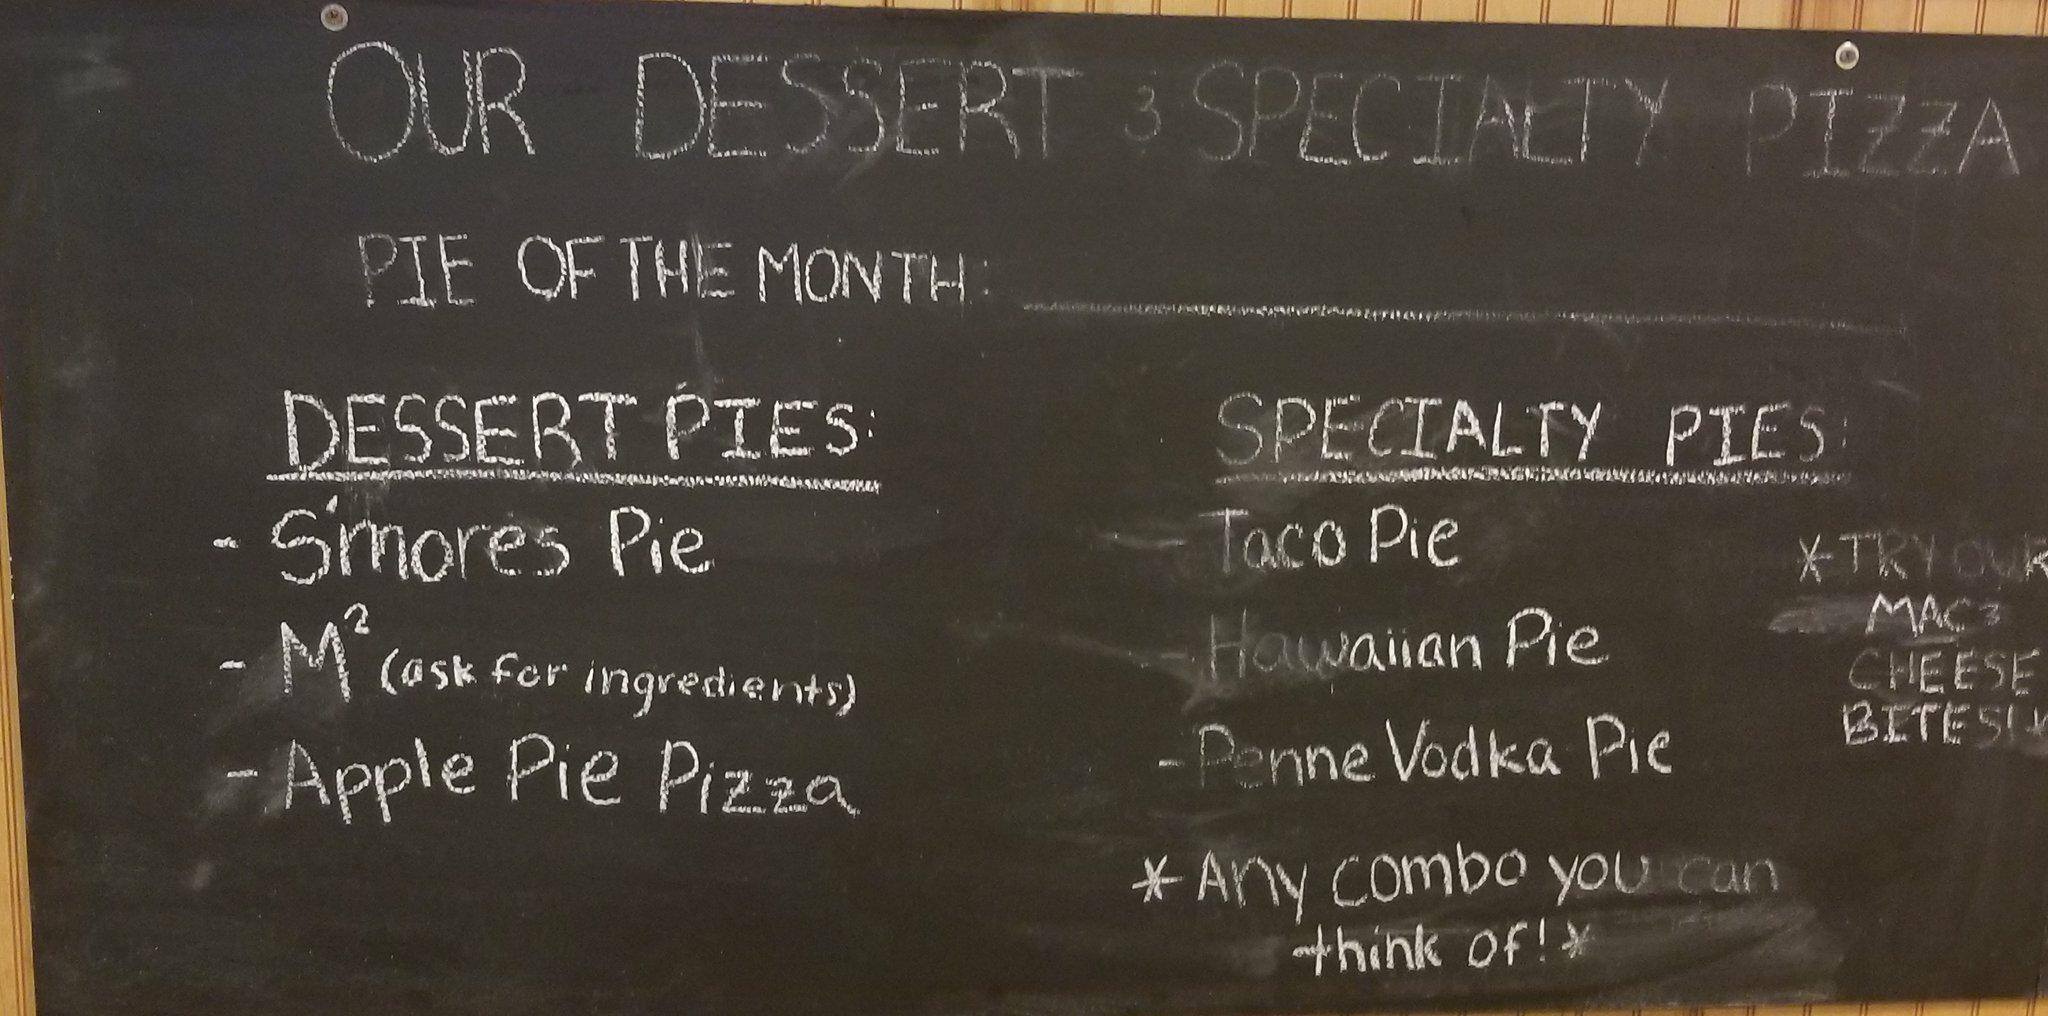 OUR DESSERT & SPECIALTY PIZZA
PIE OF THE MONTH:
DESSERT PIES:
- S'mores Pie
- M² (ask for ingredients)
- Apple Pie Pizza
SPECIALTY PIES:
- Taco Pie
- Hawaiian Pie
- Penne Vodka Pie
* Any combo you can
think of! *
* TRY OUR
MAC &
CHEESE
BITES! *